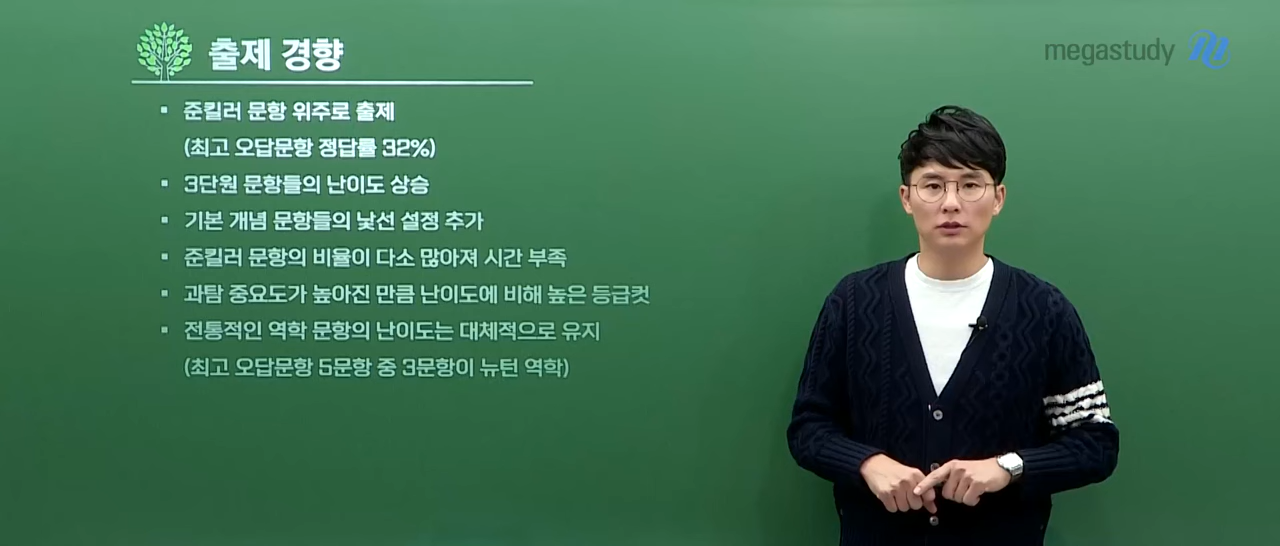 출제 경향
megastudy
▪ 준킬러 문항 위주로 출제
(최고 오답문항 정답률 32%)
▪ 3단원 문항들의 난이도 상승
▪ 기본 개념 문항들의 낯선 설정 추가
▪ 준킬러 문항의 비율이 다소 많아져 시간 부족
▪ 과탐 중요도가 높아진 만큼 난이도에 비해 높은 등급컷
▪ 전통적인 역학 문항의 난이도는 대체적으로 유지
(최고 오답문항 5문항 중 3문항이 뉴턴 역학)